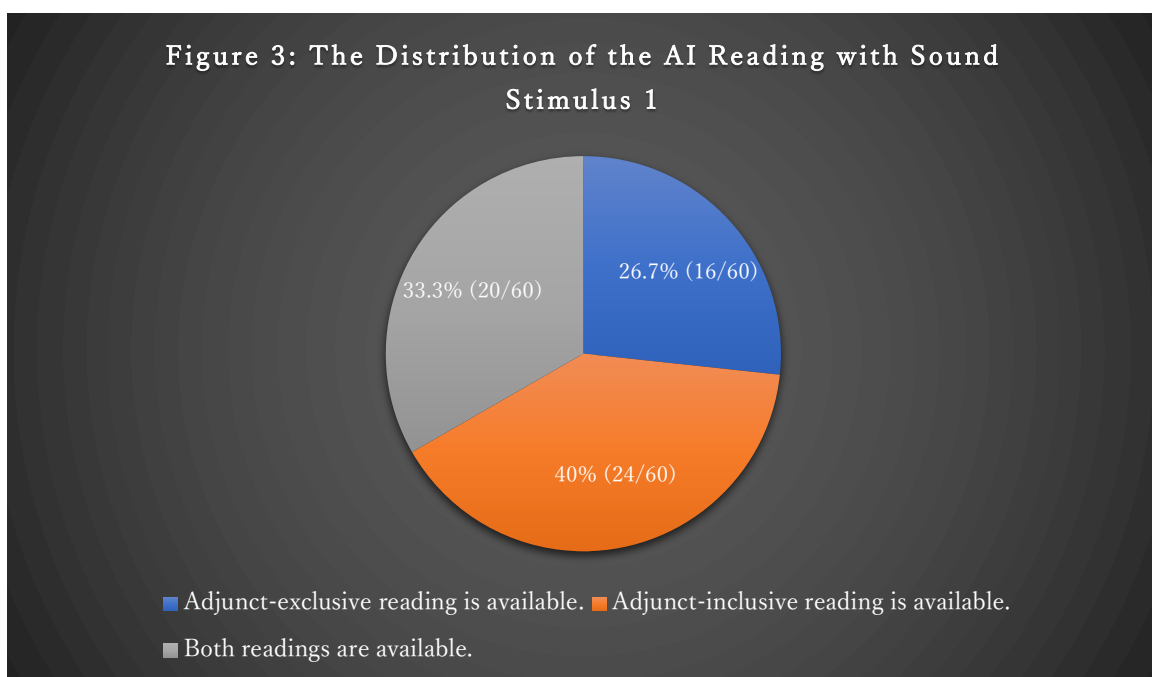 Figure 3: The Distribution of the AI Reading with Sound
Stimulus 1
26.7% (16/60)
33.3% (20/60)
40% (24/60)
Adjunct-exclusive reading is available. Adjunct-inclusive reading is available.
Both readings are available.